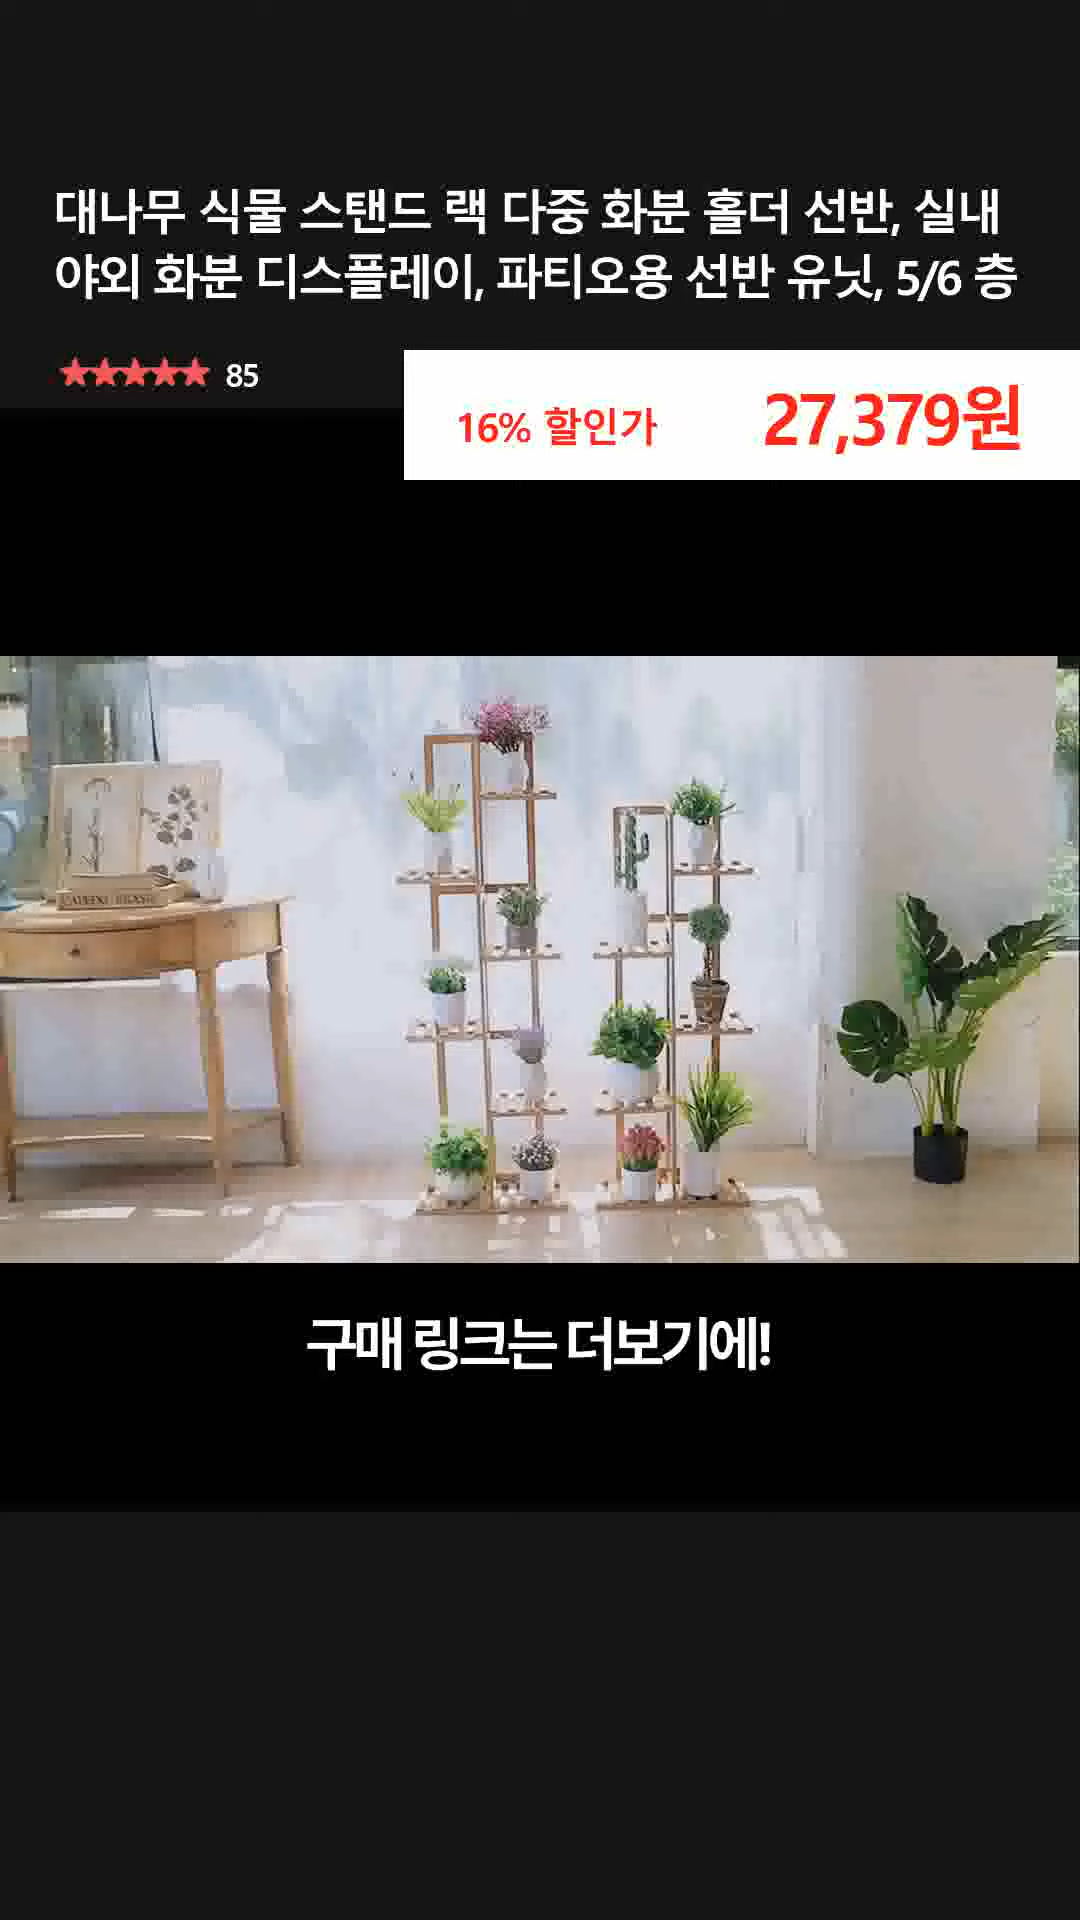 대나무 식물 스탠드 랙 다중 화분 홀더 선반, 실내
야외 화분 디스플레이, 파티오용 선반 유닛, 5/6 층
85
16% 할인가 27,379원
구매 링크는 더보기에!